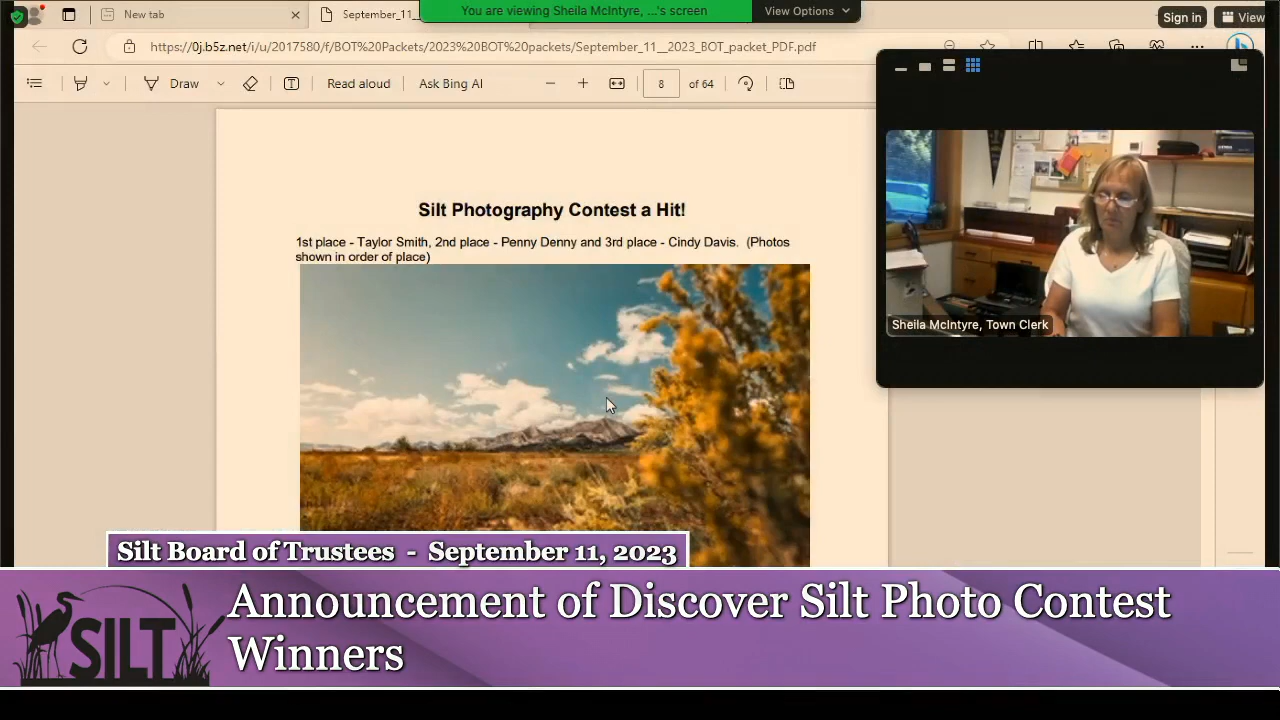 You are viewing Sheila McIntyre, ...'s screen
View Options
Sign in
View
New tab
September_11_
https://0j.b5z.net/i/u/2017580/f/BOT%20Packets/2023%20BOT%20packets/September_11__2023_BOT_packet_PDF.pdf
Draw
T
Read aloud
Ask Bing AI
8
of 64
Silt Photography Contest a Hit!
1st place - Taylor Smith, 2nd place - Penny Denny and 3rd place - Cindy Davis. (Photos
shown in order of place)
Sheila McIntyre, Town Clerk
Silt Board of Trustees - September 11, 2023
SILT
Announcement of Discover Silt Photo Contest
Winners